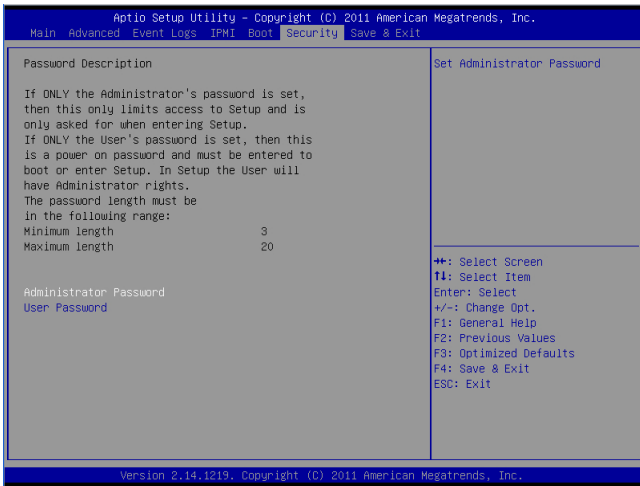 Aptio Setup Utility – Copyright (C) 2011 American Megatrends, Inc.
Main Advanced Event Logs IPMI Boot Security Save & Exit
Password Description
If ONLY the Administrator's password is set,
then this only limits access to Setup and is
only asked for when entering Setup.
If ONLY the User's password is set, then this
is a power on password and must be entered to
boot or enter Setup. In Setup the User will
have Administrator rights.
The password length must be
in the following range:
Minimum length 3
Maximum length 20
Administrator Password
User Password
Set Administrator Password
→←: Select Screen
↑↓: Select Item
Enter: Select
+/-: Change Opt.
F1: General Help
F2: Previous Values
F3: Optimized Defaults
F4: Save & Exit
ESC: Exit
Version 2.14.1219. Copyright (C) 2011 American Megatrends, Inc.